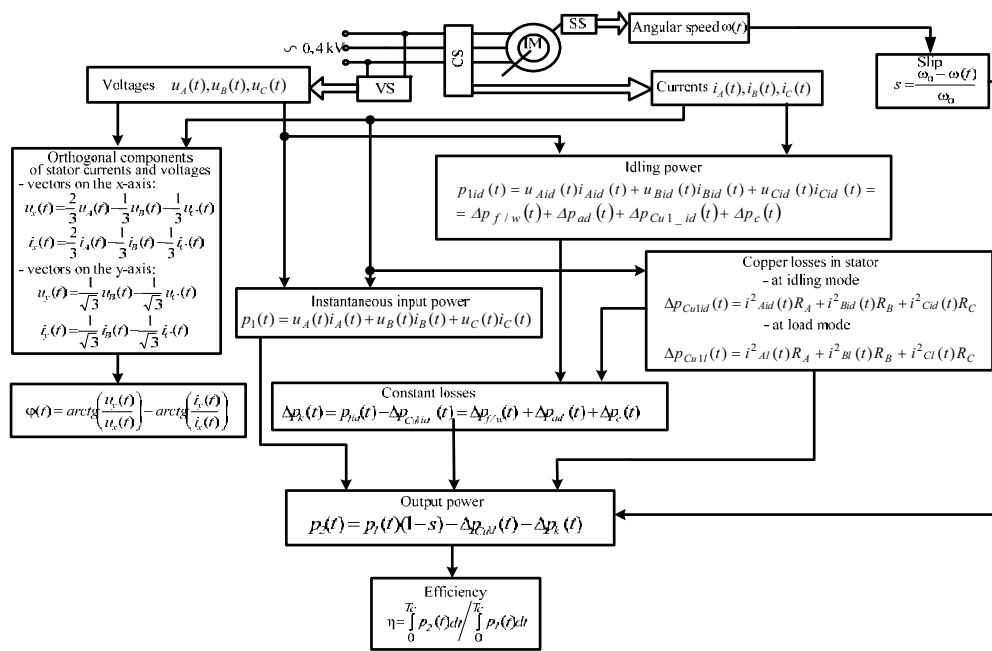 ∽ 0,4 kV
CS
IM
SS
Angular speed ω(t)
VS
Voltages u_A(t), u_B(t), u_C(t)
Currents i_A(t), i_B(t), i_C(t)
Slip
s = (ω_0 − ω(t)) / ω_0
Orthogonal components
of stator currents and voltages
- vectors on the x-axis:
u_x(t) = 2/3 u_A(t) − 1/3 u_B(t) − 1/3 u_C(t)
i_x(t) = 2/3 i_A(t) − 1/3 i_B(t) − 1/3 i_C(t)
- vectors on the y-axis:
u_y(t) = 1/√3 u_B(t) − 1/√3 u_C(t)
i_y(t) = 1/√3 i_B(t) − 1/√3 i_C(t)
φ(t) = arctg(u_y(t)/u_x(t)) − arctg(i_y(t)/i_x(t))
Idling power
p_1id(t) = u_Aid(t)i_Aid(t) + u_Bid(t)i_Bid(t) + u_Cid(t)i_Cid(t) =
= Δp_f/w(t) + Δp_ad(t) + Δp_Cu1_id(t) + Δp_c(t)
Instantaneous input power
p_1(t) = u_A(t)i_A(t) + u_B(t)i_B(t) + u_C(t)i_C(t)
Copper losses in stator
- at idling mode
Δp_Cu1id(t) = i²_Aid(t)R_A + i²_Bid(t)R_B + i²_Cid(t)R_C
- at load mode
Δp_Cu1l(t) = i²_Al(t)R_A + i²_Bl(t)R_B + i²_Cl(t)R_C
Constant losses
Δp_k(t) = p_1id(t) − Δp_Cu1id(t) = Δp_f/w(t) + Δp_ad(t) + Δp_c(t)
Output power
p_2(t) = p_1(t)(1−s) − Δp_Cu1l(t) − Δp_k(t)
Efficiency
η = ∫_0^Tc p_2(t)dt / ∫_0^Tc p_1(t)dt